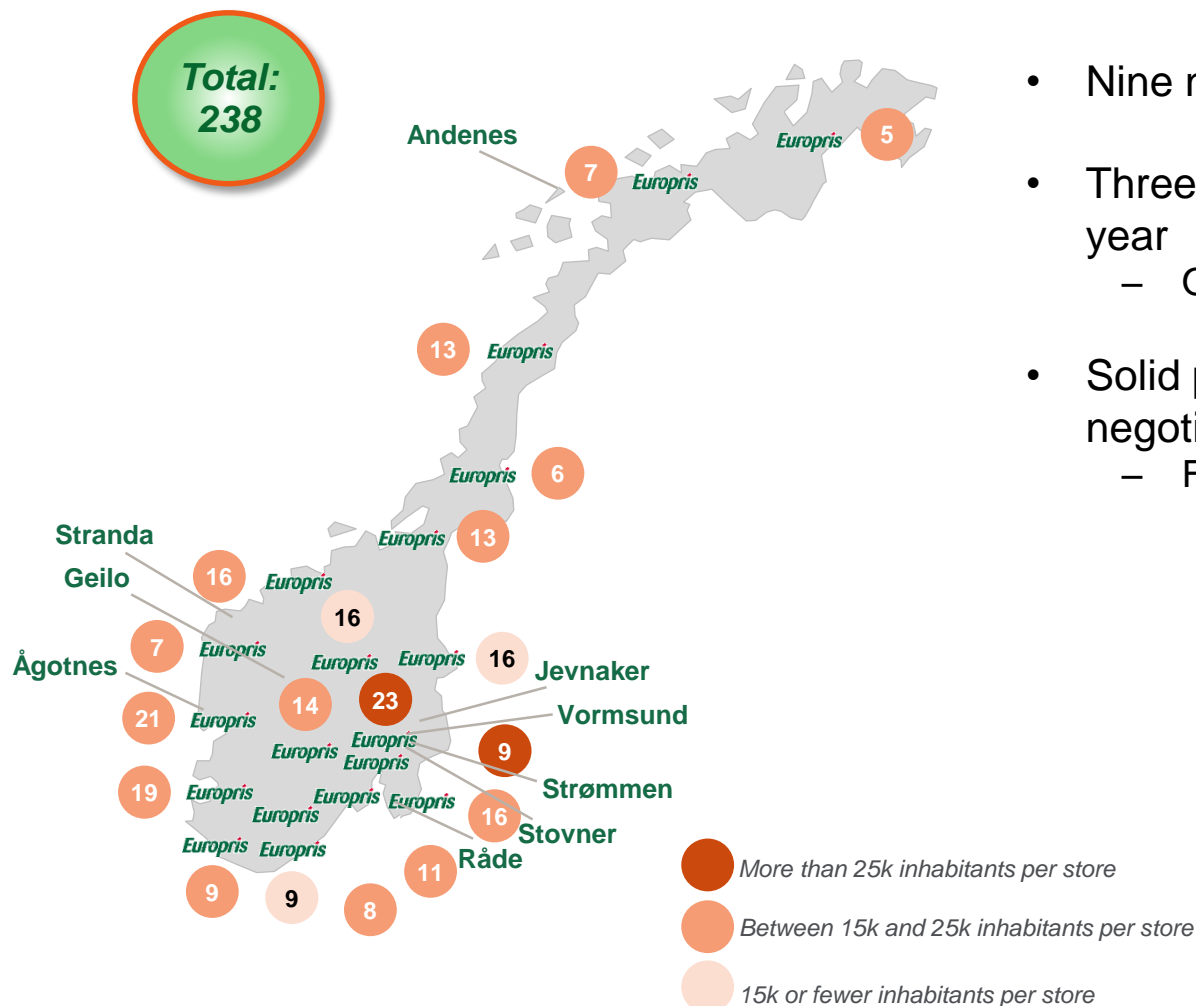 Total:
238
Andenes
Europris
5
7
Europris
13
Europris
Europris
6
Europris
13
Stranda
Geilo
16
Europris
16
7
Europris
Europris
Europris
16
Ågotnes
Jevnaker
14
23
Vormsund
21
Europris
Europris
Europris
9
Europris
19
Europris
Strømmen
Europris
Europris
Europris
16
Stovner
Europris
Europris
Råde
9
9
8
11
• Nine
• Three
year
–
• Solid p
negoti
–
More than 25k inhabitants per store
Between 15k and 25k inhabitants per store
15k or fewer inhabitants per store